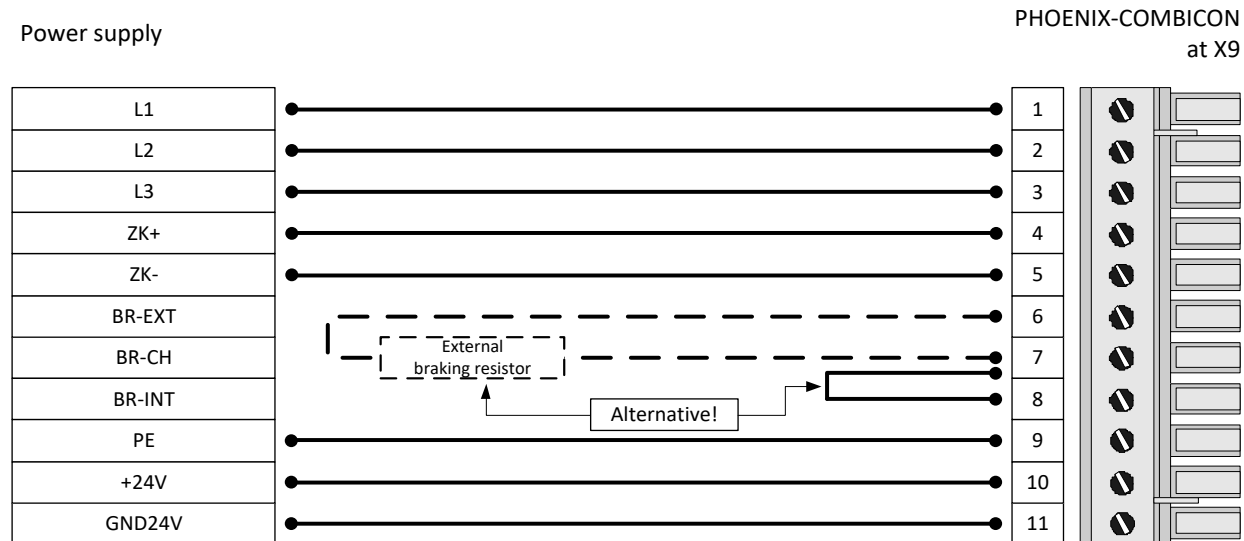 Power supply
PHOENIX-COMBICON
at X9
L1 1
L2 2
L3 3
ZK+ 4
ZK- 5
BR-EXT 6
External
BR-CH 7
braking resistor
BR-INT 8
Alternative!
PE 9
+24V 10
GND24V 11